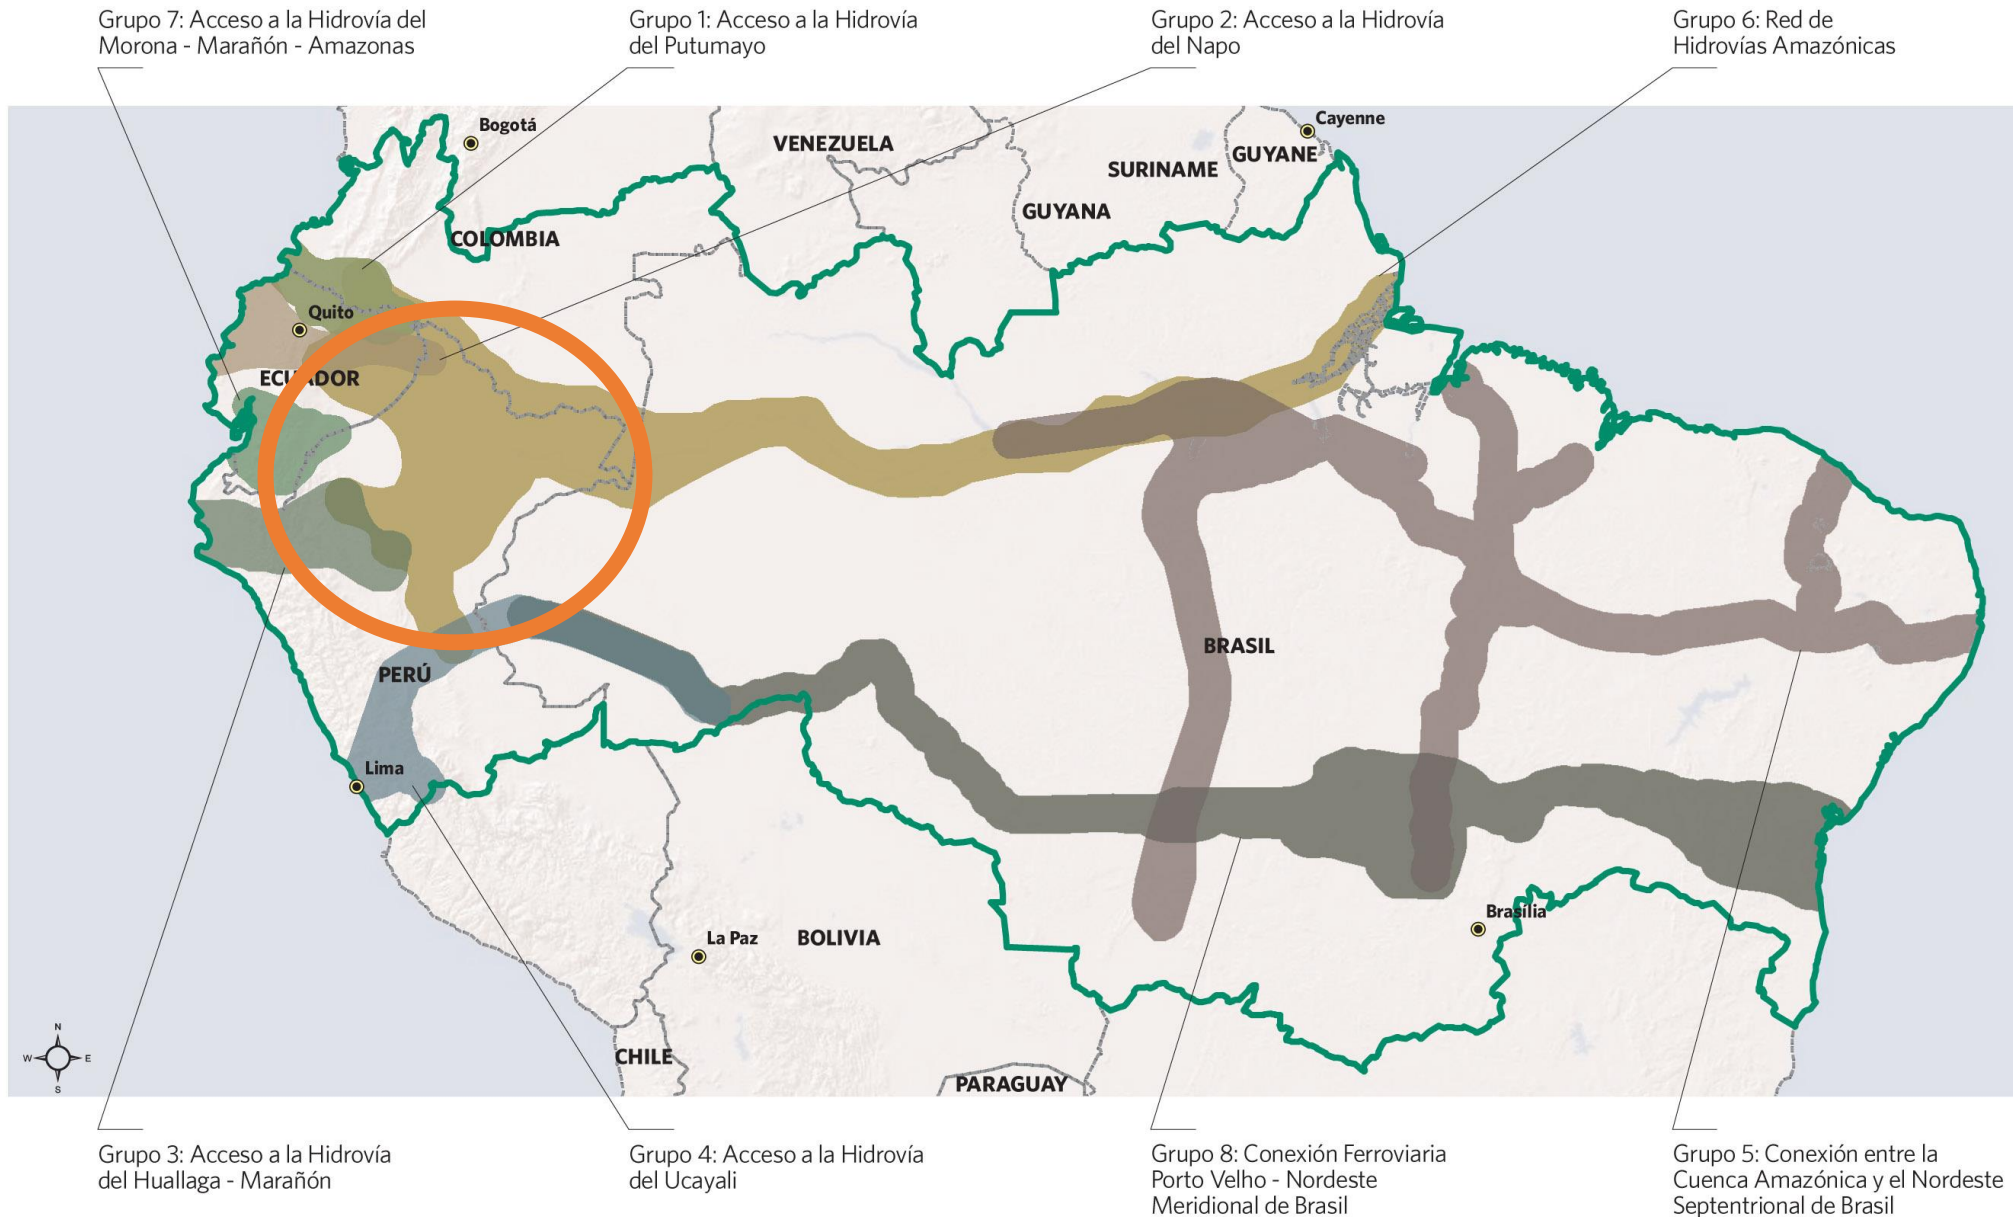 Grupo 7: Acceso a la Hidrovía del
Morona - Marañón - Amazonas
Grupo 1: Acceso a la Hidrovía
del Putumayo
Grupo 2: Acceso a la Hidrovía
del Napo
Grupo 6: Red de
Hidrovías Amazónicas
Bogotá
Cayenne
VENEZUELA
GUYANE
SURINAME
GUYANA
COLOMBIA
Quito
ECUADOR
BRASIL
PERÚ
Lima
Brasília
La Paz
BOLIVIA
N
W
E
S
CHILE
PARAGUAY
Grupo 3: Acceso a la Hidrovía
del Huallaga - Marañón
Grupo 4: Acceso a la Hidrovía
del Ucayali
Grupo 8: Conexión Ferroviaria
Porto Velho - Nordeste
Meridional de Brasil
Grupo 5: Conexión entre la
Cuenca Amazónica y el Nordeste
Septentrional de Brasil